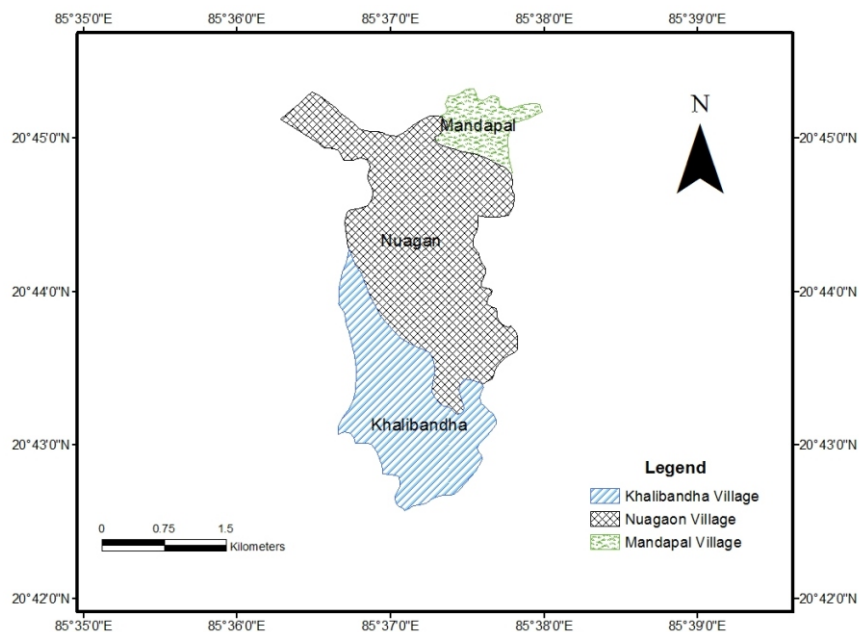 85°35'0"E 85°36'0"E 85°37'0"E 85°38'0"E 85°39'0"E
N
Mandapal
20°45'0"N 20°45'0"N
Nuagan
20°44'0"N 20°44'0"N
Khalibandha
20°43'0"N 20°43'0"N
Legend
Khalibandha Village
Nuagaon Village
Mandapal Village
0 0.75 1.5
Kilometers
20°42'0"N 20°42'0"N
85°35'0"E 85°36'0"E 85°37'0"E 85°38'0"E 85°39'0"E